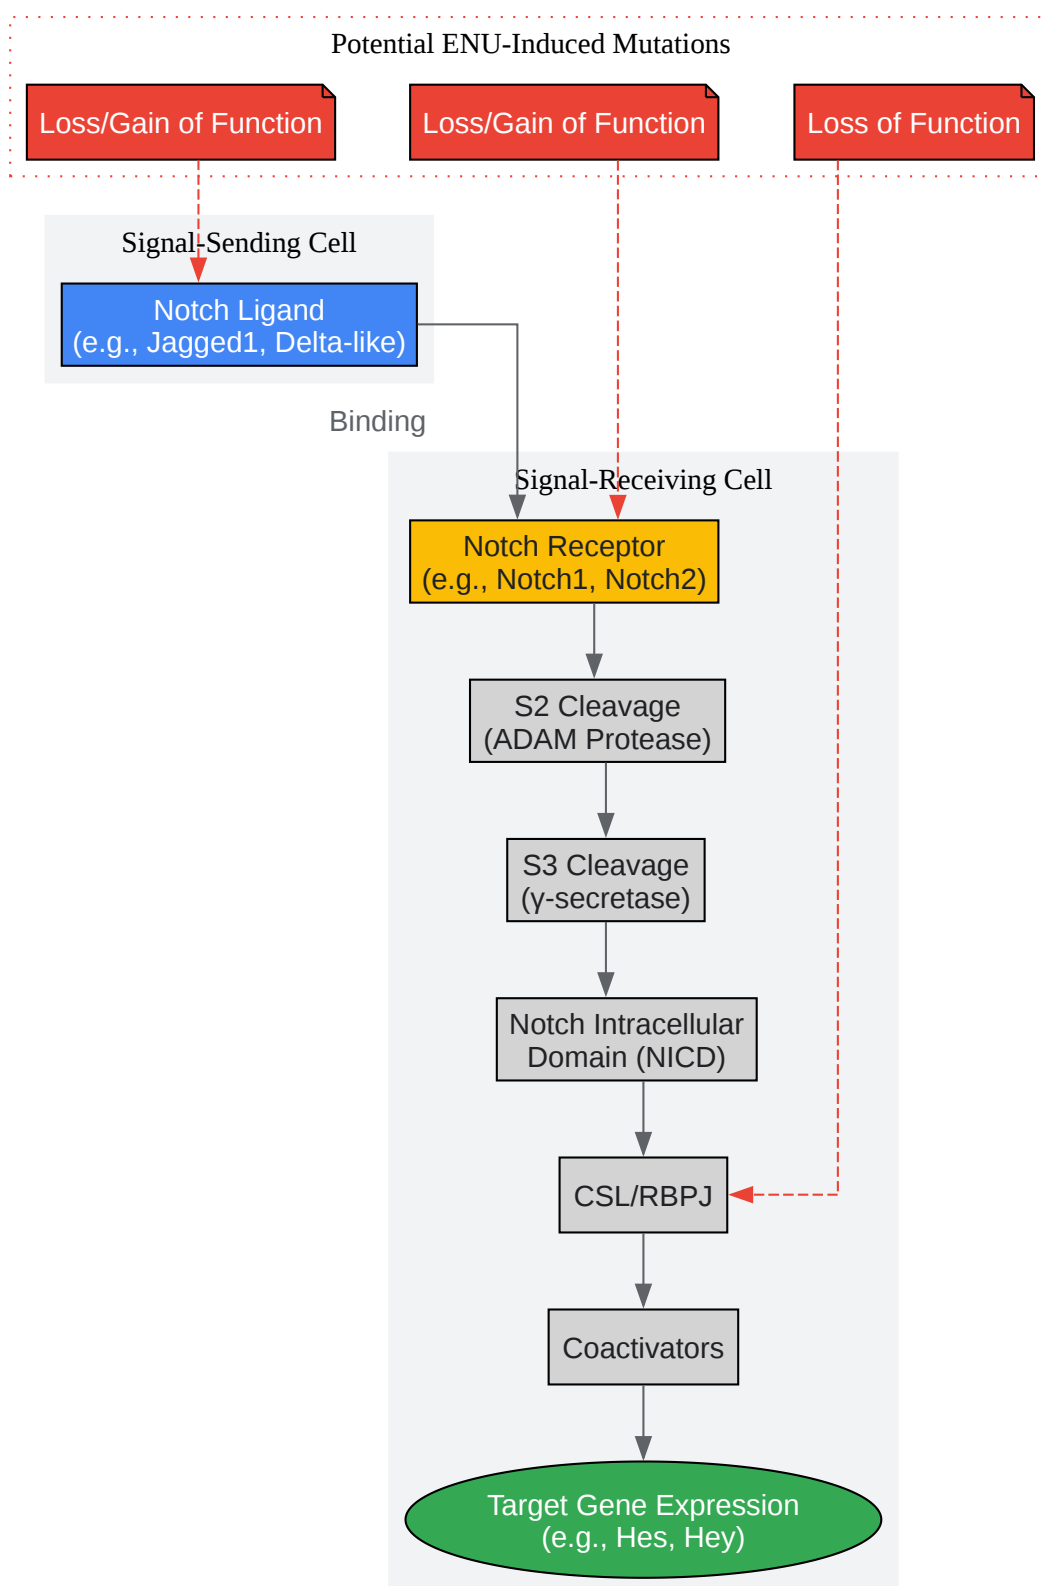 Potential ENU-Induced Mutations
Loss/Gain of Function
Loss/Gain of Function
Loss of Function
Signal-Sending Cell
Notch Ligand
(e.g., Jagged1, Delta-like)
Binding
Signal-Receiving Cell
Notch Receptor
(e.g., Notch1, Notch2)
S2 Cleavage
(ADAM Protease)
S3 Cleavage
(γ-secretase)
Notch Intracellular
Domain (NICD)
CSL/RBPJ
Coactivators
Target Gene Expression
(e.g., Hes, Hey)